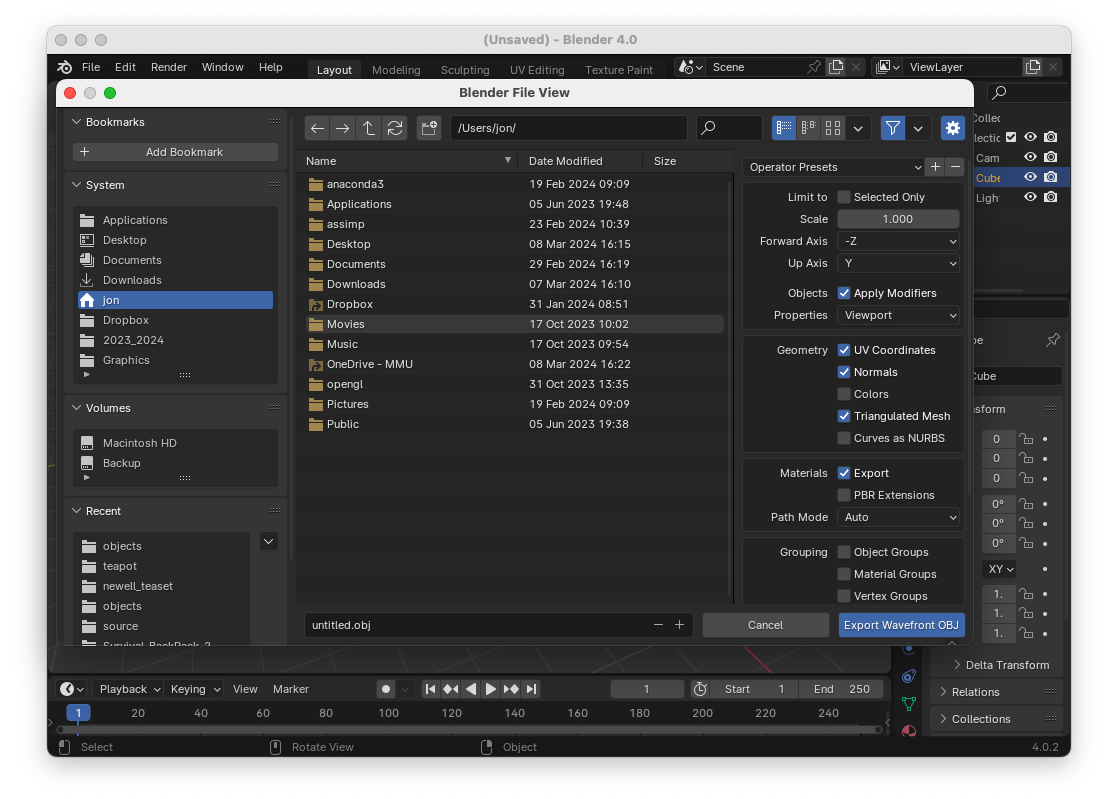 (Unsaved) - Blender 4.0
File Edit Render Window Help Layout Modeling Sculpting UV Editing Texture Paint Scene ViewLayer
Blender File View
Bookmarks
Add Bookmark
System
Applications
Desktop
Documents
Downloads
jon
Dropbox
2023_2024
Graphics
Volumes
Macintosh HD
Backup
Recent
objects
teapot
newell_teaset
objects
source
Survival_BackPack_2
/Users/jon/
Name Date Modified Size
anaconda3 19 Feb 2024 09:09
Applications 05 Jun 2023 19:48
assimp 23 Feb 2024 10:39
Desktop 08 Mar 2024 16:15
Documents 29 Feb 2024 16:19
Downloads 07 Mar 2024 16:10
Dropbox 31 Jan 2024 08:51
Movies 17 Oct 2023 10:02
Music 17 Oct 2023 09:54
OneDrive - MMU 08 Mar 2024 16:22
opengl 31 Oct 2023 13:35
Pictures 19 Feb 2024 09:09
Public 05 Jun 2023 19:38
Operator Presets
Limit to Selected Only
Scale 1.000
Forward Axis -Z
Up Axis Y
Objects Apply Modifiers
Properties Viewport
Geometry UV Coordinates
Normals
Colors
Triangulated Mesh
Curves as NURBS
Materials Export
PBR Extensions
Path Mode Auto
Grouping Object Groups
Material Groups
Vertex Groups
untitled.obj Cancel Export Wavefront OBJ
Collec
lectic
Cam
Cube
Ligh
be
Cube
nsform
0
0
0
0°
0°
0°
XY
1.
1.
1.
Delta Transform
Relations
Collections
Playback Keying View Marker 1 Start 1 End 250
1 20 40 60 80 100 120 140 160 180 200 220 240
Select Rotate View Object 4.0.2